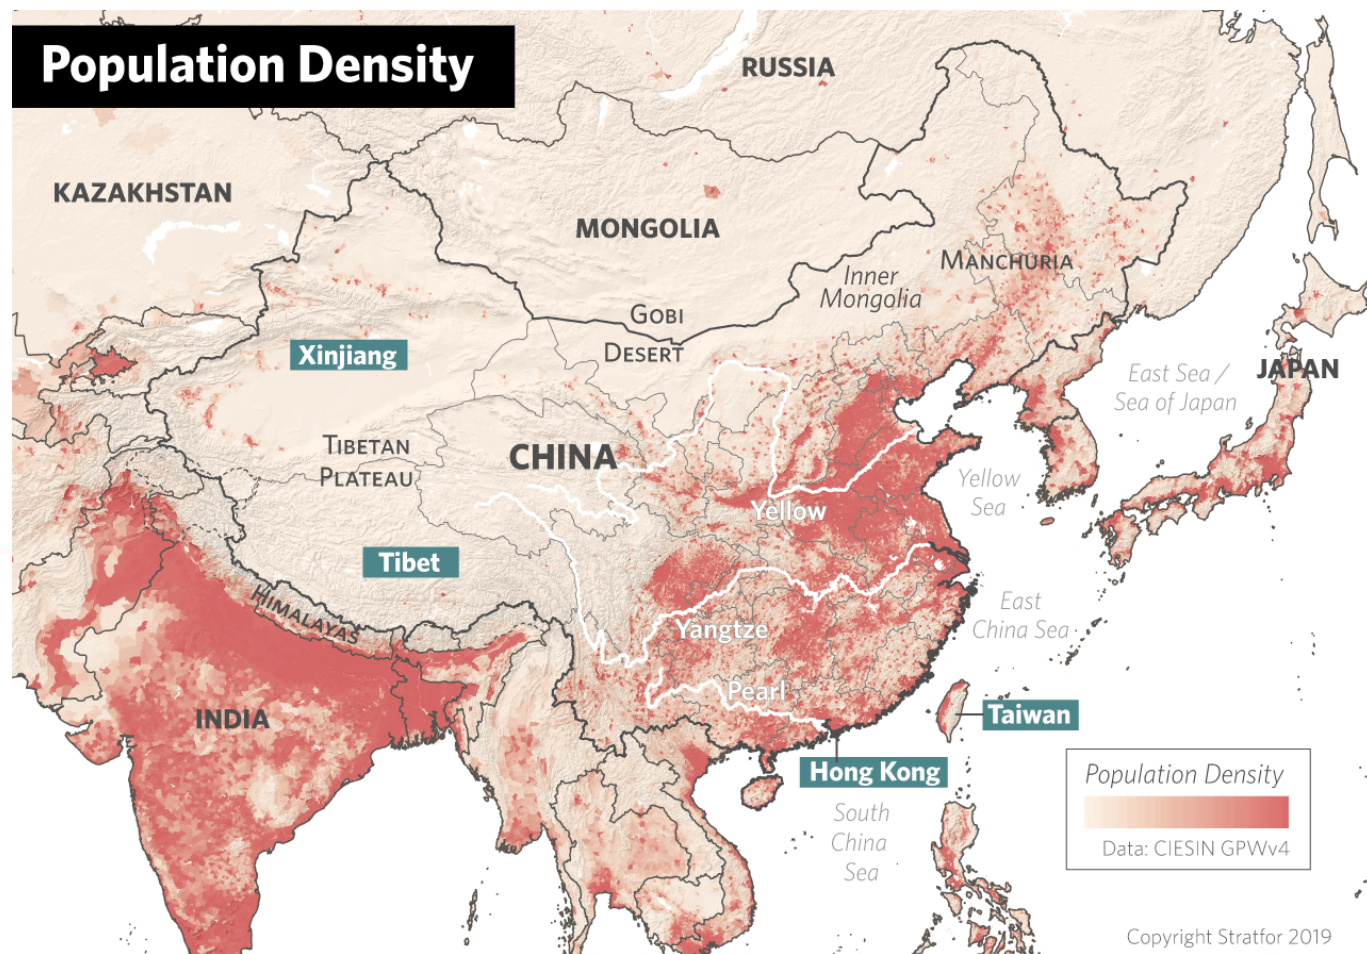 Population Density
RUSSIA
KAZAKHSTAN
MONGOLIA
MANCHURIA
Inner
Mongolia
GOBI
DESERT
Xinjiang
JAPAN
East Sea /
Sea of Japan
TIBETAN
PLATEAU
CHINA
Yellow
Sea
Yellow
Tibet
HIMALAYAS
East
China Sea
Yangtze
Pearl
INDIA
Taiwan
Hong Kong
South
China
Sea
Population Density
Data: CIESIN GPWv4
Copyright Stratfor 2019